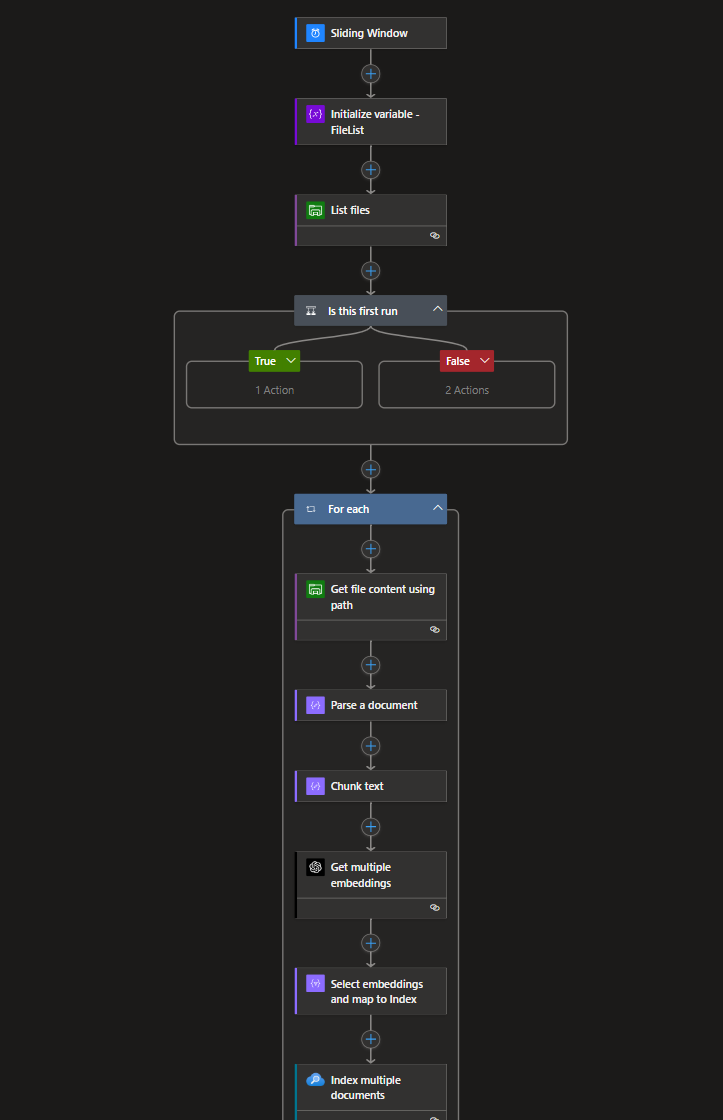 Sliding Window
Initialize variable -
FileList
List files
Is this first run
True
False
1 Action
2 Actions
For each
Get file content using
path
Parse a document
Chunk text
Get multiple
embeddings
Select embeddings
and map to Index
Index multiple
documents